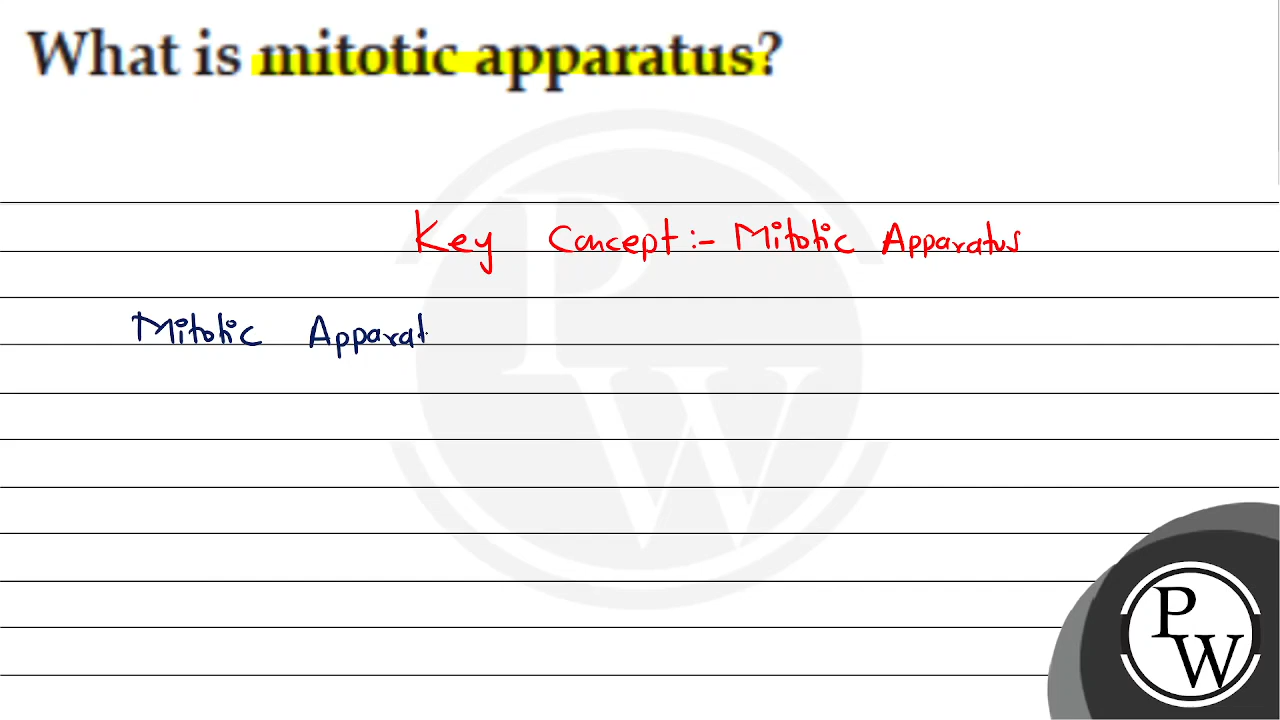 What is mitotic apparatus?
Key Concept :- Mitotic Apparatus
Mitotic Apparat
P
W
P
W